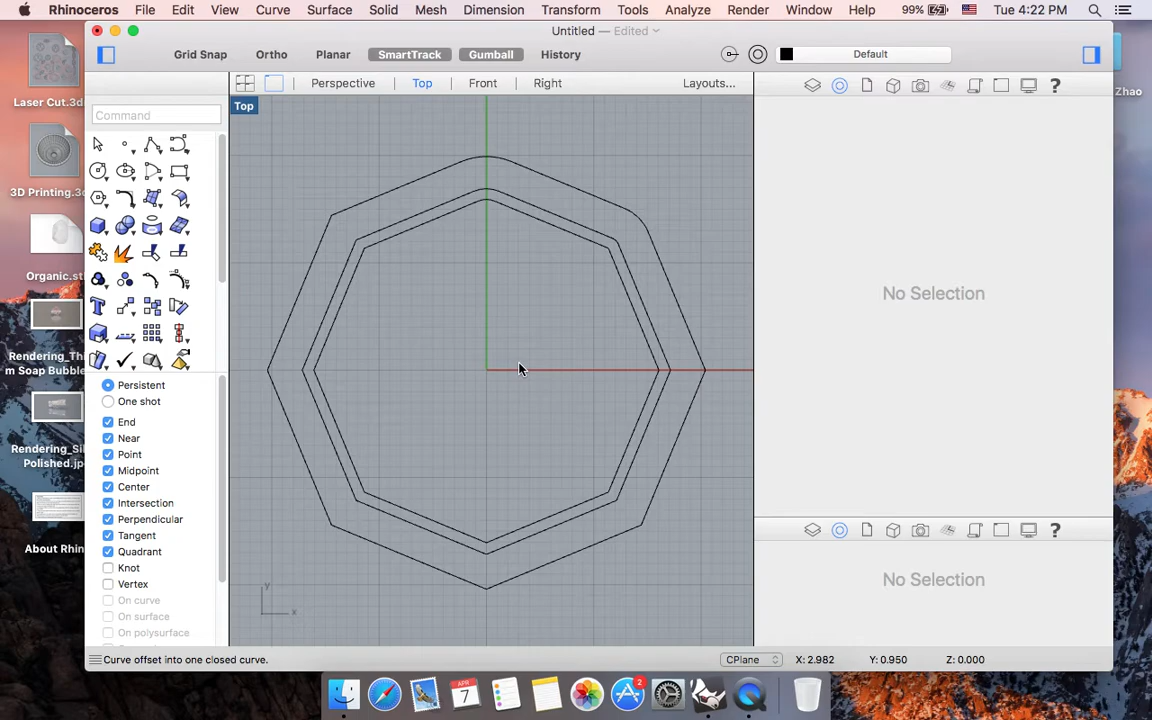 Rhinoceros File Edit View Curve Surface Solid Mesh Dimension Transform Tools Analyze Render Window Help 99% Tue 4:22 PM
Untitled — Edited
Grid Snap Ortho Planar SmartTrack Gumball History Default
Perspective Top Front Right Layouts...
Top
Command
Laser Cut.3d
3D Printing.3d
Organic.st
Rendering_Th
m Soap Bubble
Rendering_Sil
Polished.jp
About Rhin
Zhao
No Selection
Persistent
One shot
End
Near
Point
Midpoint
Center
Intersection
Perpendicular
Tangent
Quadrant
Knot
Vertex
On curve
On surface
On polysurface
No Selection
y
x
Curve offset into one closed curve. CPlane X: 2.982 Y: 0.950 Z: 0.000
APR
7
2